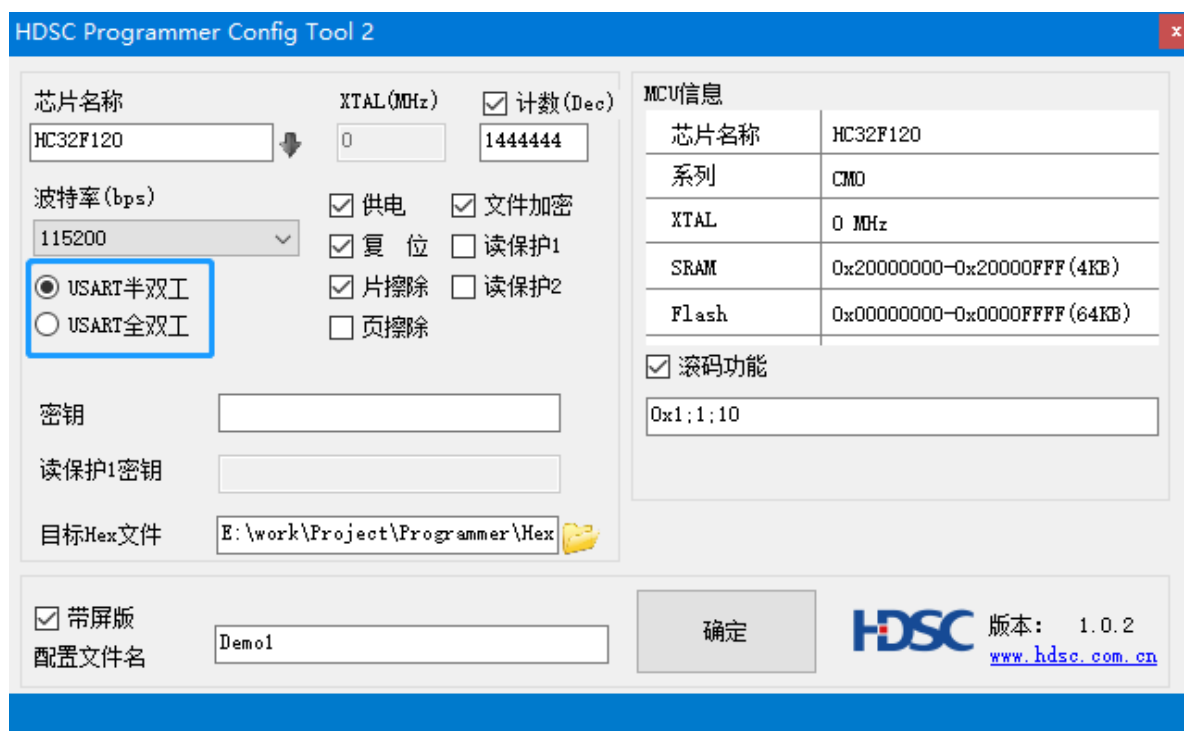 HDSC Programmer Config Tool 2
x
芯片名称
XTAL(MHz)
计数(Dec)
HC32F120
0
1444444
波特率(bps)
115200
供电
文件加密
复 位
读保护1
片擦除
读保护2
页擦除
USART半双工
USART全双工
密钥
读保护1密钥
目标Hex文件
E:\work\Project\Programmer\Hex
MCU信息
芯片名称 HC32F120
系列 CM0
XTAL 0 MHz
SRAM 0x20000000-0x20000FFF(4KB)
Flash 0x00000000-0x0000FFFF(64KB)
滚码功能
0x1;1;10
带屏版
配置文件名
Demo1
确定
HDSC
版本: 1.0.2
www.hdsc.com.cn